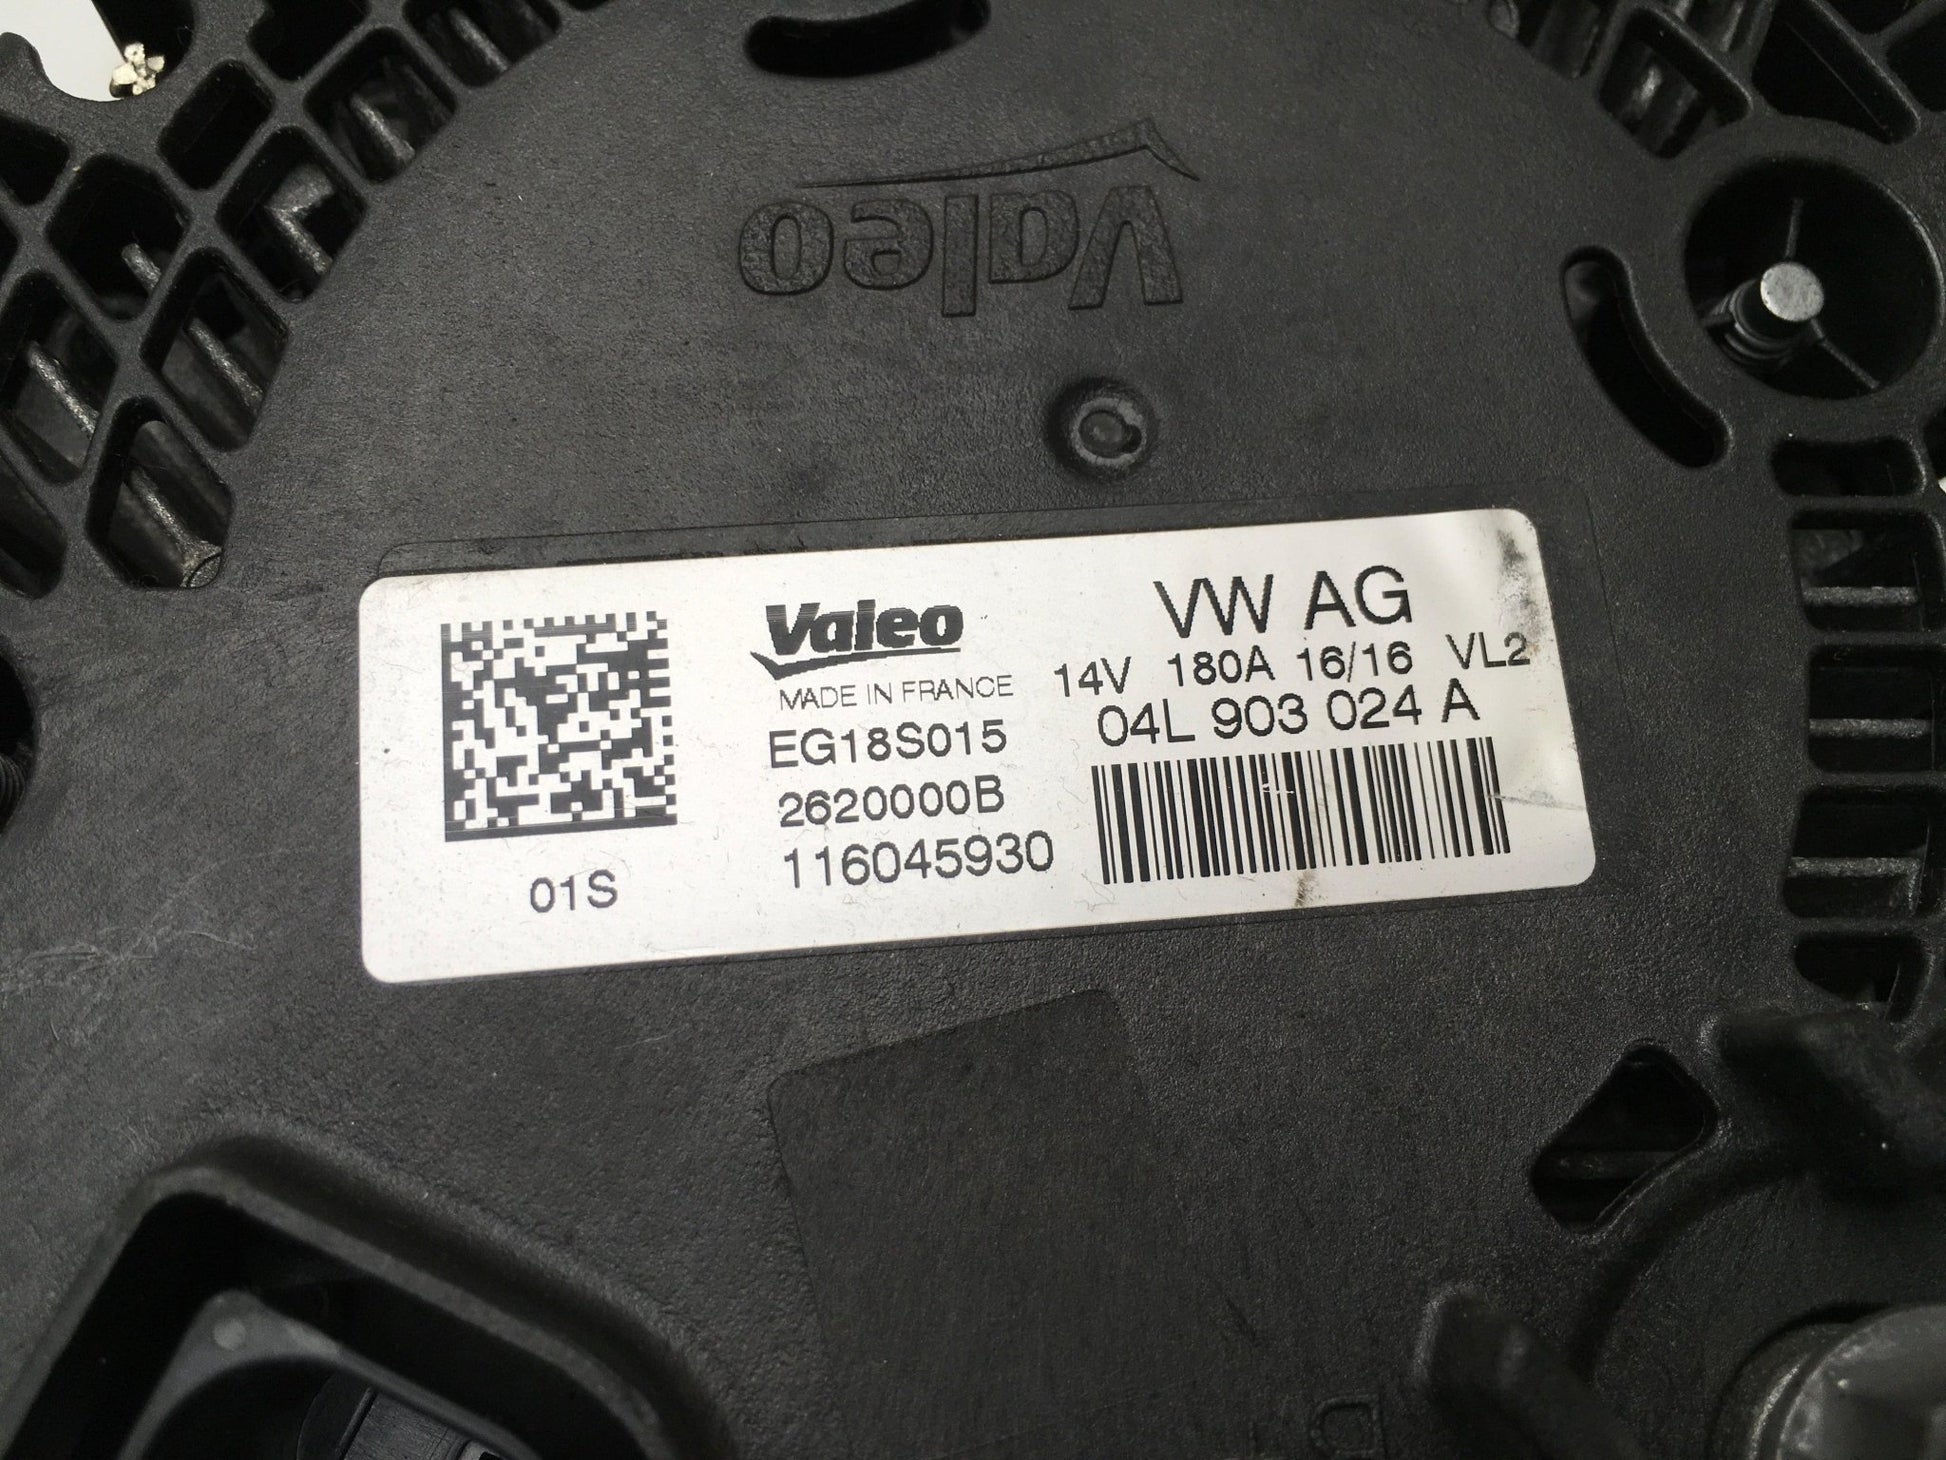 Valeo
Valeo
MADE IN FRANCE
EG18S015
2620000B
116045930
01S
VW AG
14V 180A 16/16 VL2
04L 903 024 A